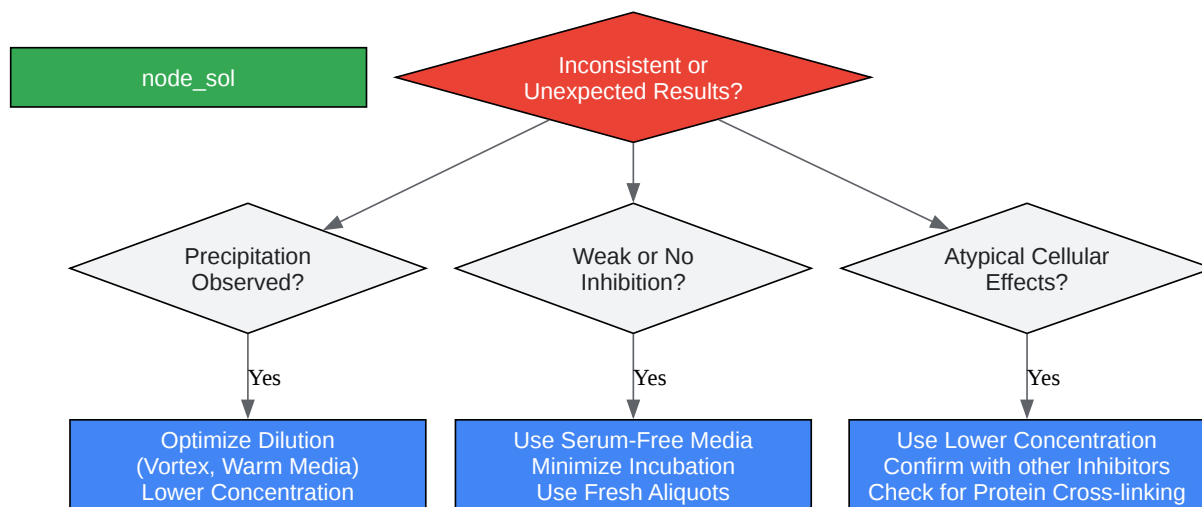 node_sol
Inconsistent or
Unexpected Results?
Precipitation
Observed?
Weak or No
Inhibition?
Atypical Cellular
Effects?
Yes
Yes
Yes
Optimize Dilution
(Vortex, Warm Media)
Lower Concentration
Use Serum-Free Media
Minimize Incubation
Use Fresh Aliquots
Use Lower Concentration
Confirm with other Inhibitors
Check for Protein Cross-linking